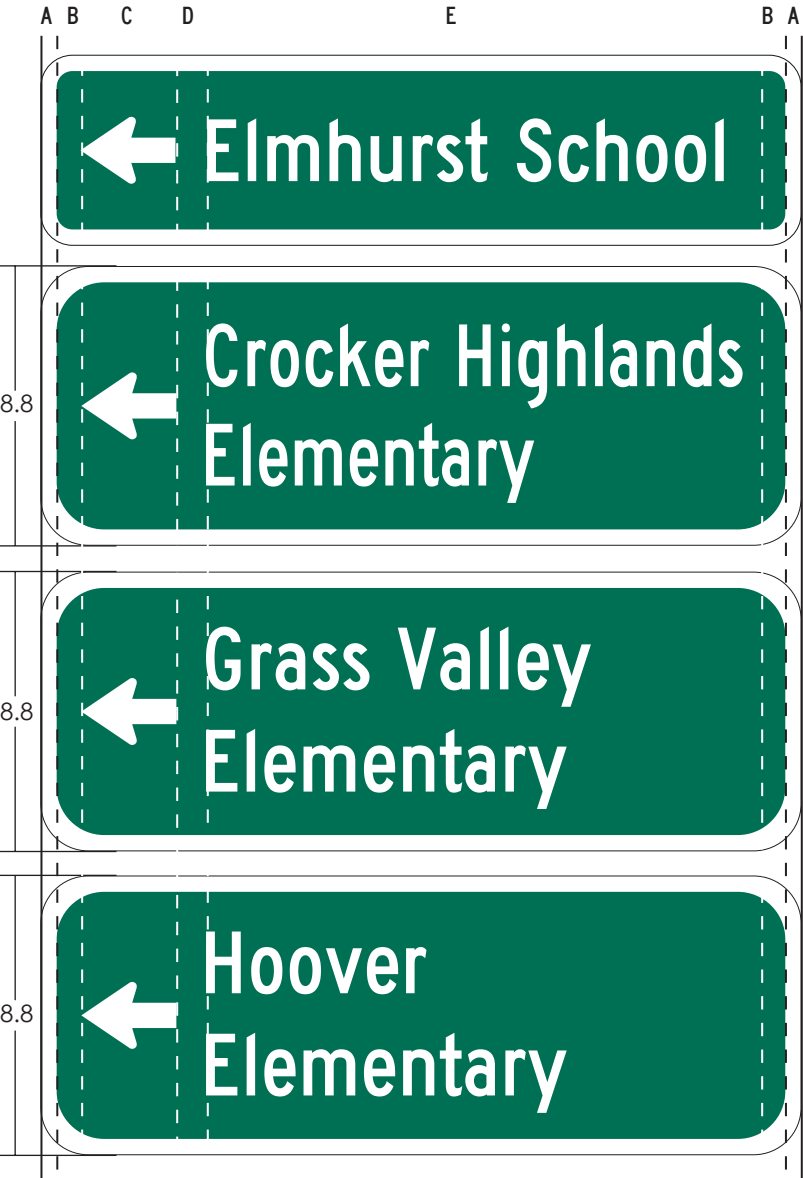 A B C D E B A
Elmhurst School
8.8
Crocker Highlands
Elementary
8.8
Grass Valley
Elementary
8.8
Hoover
Elementary